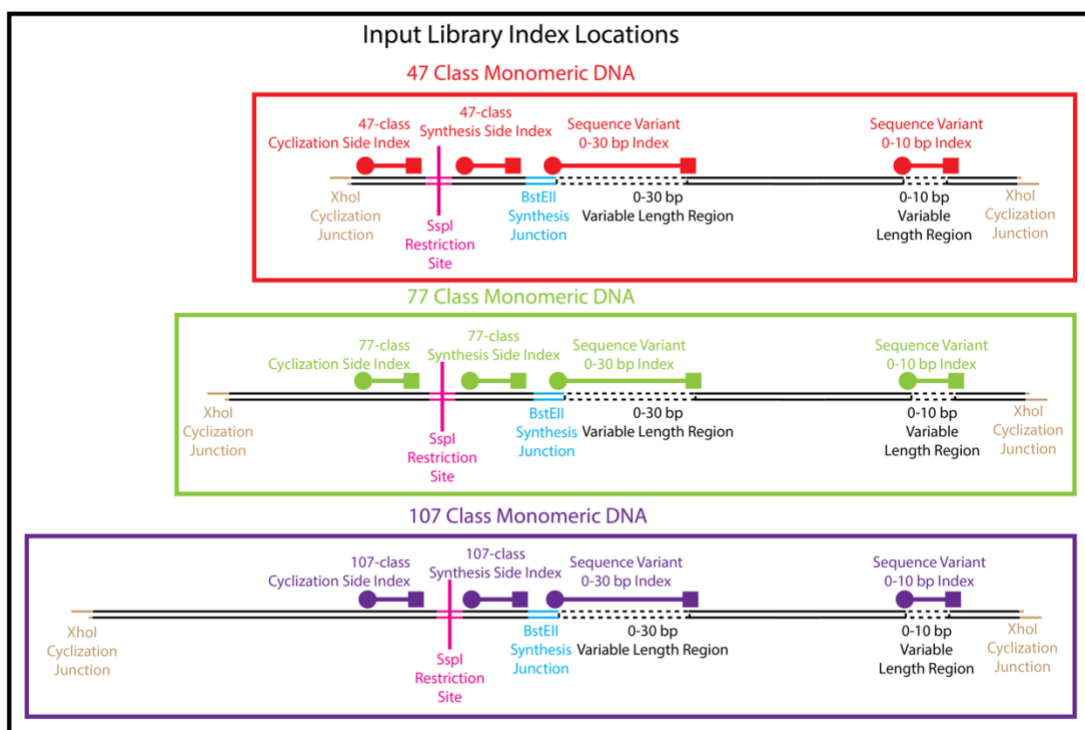 Input Library Index Locations
47 Class Monomeric DNA
47-class
Cyclization Side Index
47-class
Synthesis Side Index
Sequence Variant
0-30 bp Index
Sequence Variant
0-10 bp Index
XhoI
Cyclization
Junction
SspI
Restriction
Site
BstEII
Synthesis
Junction
0-30 bp
Variable Length Region
0-10 bp
Variable
Length Region
XhoI
Cyclization
Junction
77 Class Monomeric DNA
77-class
Cyclization Side Index
77-class
Synthesis Side Index
Sequence Variant
0-30 bp Index
Sequence Variant
0-10 bp Index
XhoI
Cyclization
Junction
SspI
Restriction
Site
BstEII
Synthesis
Junction
0-30 bp
Variable Length Region
0-10 bp
Variable
Length Region
XhoI
Cyclization
Junction
107 Class Monomeric DNA
107-class
Cyclization Side Index
107-class
Synthesis Side Index
Sequence Variant
0-30 bp Index
Sequence Variant
0-10 bp Index
XhoI
Cyclization
Junction
SspI
Restriction
Site
BstEII
Synthesis
Junction
0-30 bp
Variable Length Region
0-10 bp
Variable
Length Region
XhoI
Cyclization
Junction